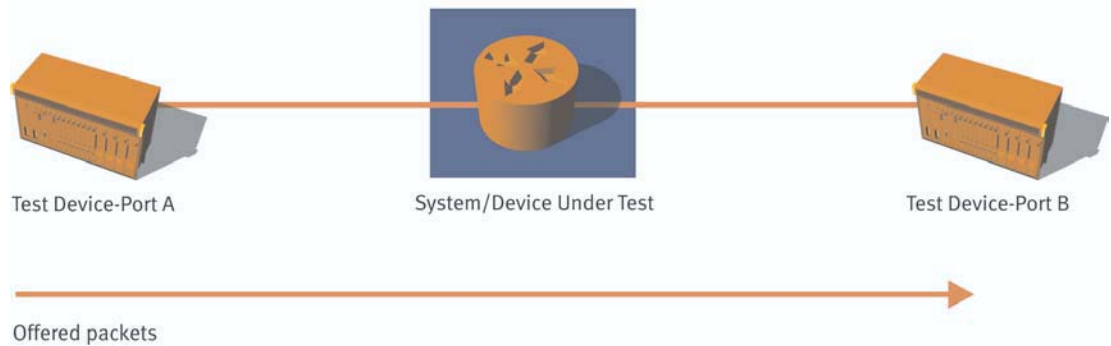 Test Device-Port A
System/Device Under Test
Test Device-Port B
Offered packets